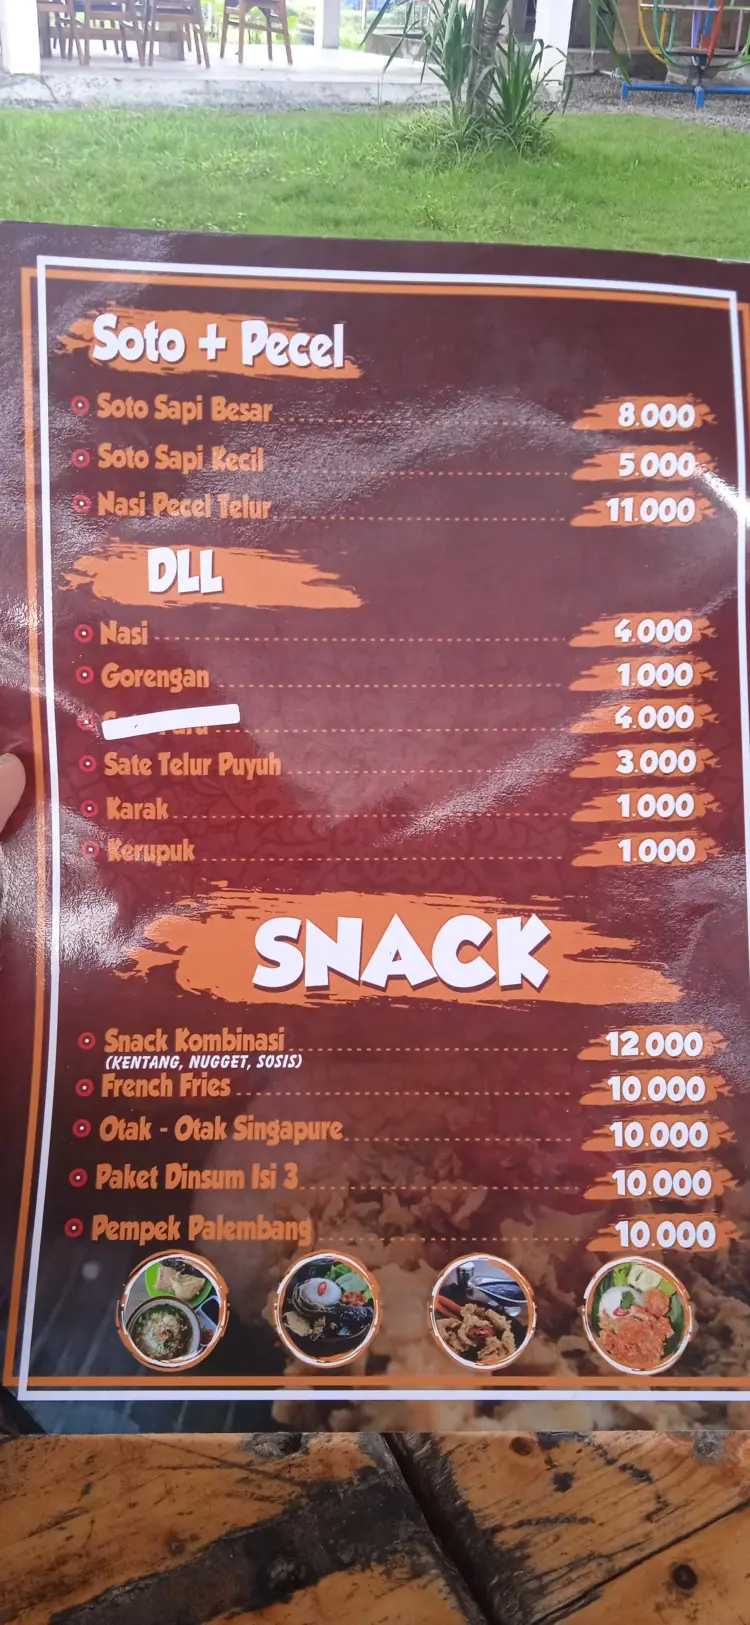 Soto + Pecel
Soto Sapi Besar 8.000
Soto Sapi Kecil 5.000
Nasi Pecel Telur 11.000
DLL
Nasi 4.000
Gorengan 1.000
4.000
Sate Telur Puyuh 3.000
Karak 1.000
Kerupuk 1.000
SNACK
Snack Kombinasi 12.000
(KENTANG, NUGGET, SOSIS)
French Fries 10.000
Otak - Otak Singapure 10.000
Paket Dinsum Isi 3 10.000
Pempek Palembang 10.000